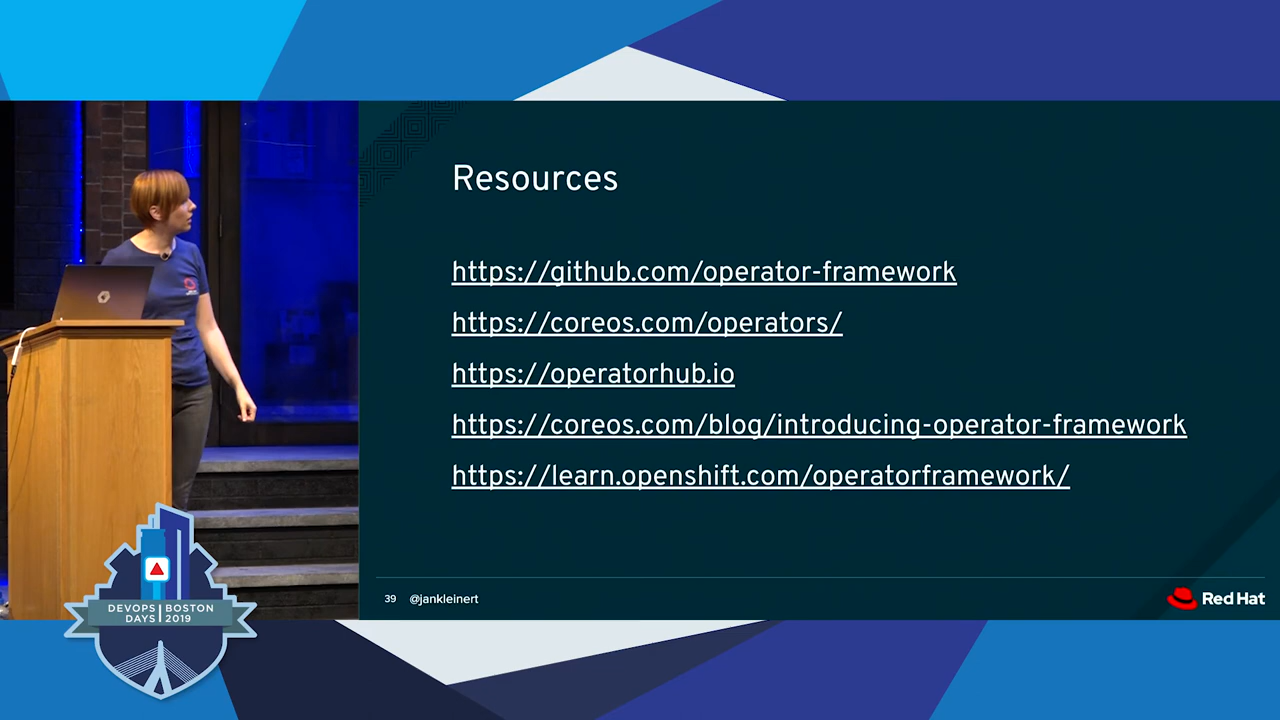 Resources
https://github.com/operator-framework
https://coreos.com/operators/
https://operatorhub.io
https://coreos.com/blog/introducing-operator-framework
https://learn.openshift.com/operatorframework/
39 @jankleinert
Red Hat
DEVOPS BOSTON
DAYS 2019